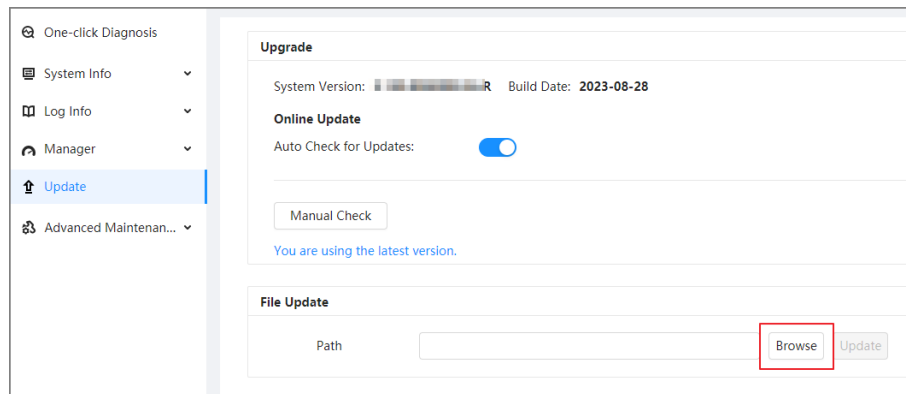 One-click Diagnosis
System Info
Log Info
Manager
Update
Advanced Maintenan...
Upgrade
System Version: R Build Date: 2023-08-28
Online Update
Auto Check for Updates:
Manual Check
You are using the latest version.
File Update
Path Browse Update